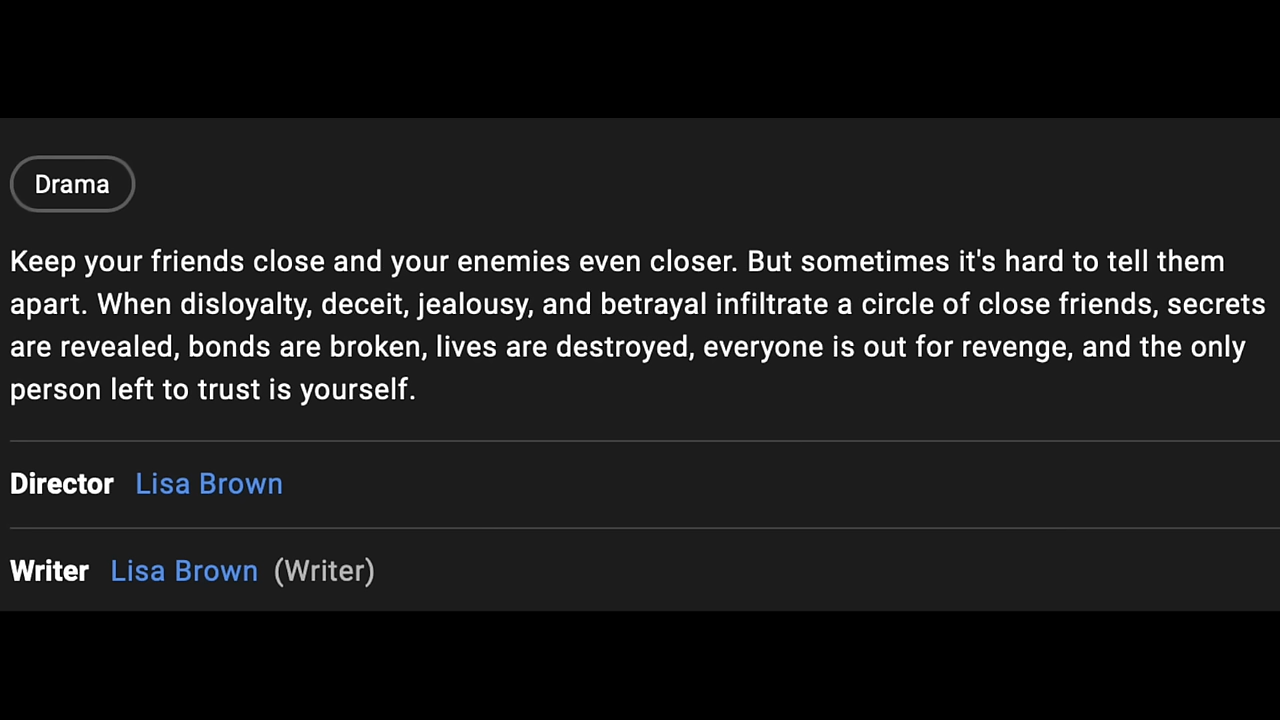 Drama
Keep your friends close and your enemies even closer. But sometimes it's hard to tell them
apart. When disloyalty, deceit, jealousy, and betrayal infiltrate a circle of close friends, secrets
are revealed, bonds are broken, lives are destroyed, everyone is out for revenge, and the only
person left to trust is yourself.
Director Lisa Brown
Writer Lisa Brown (Writer)